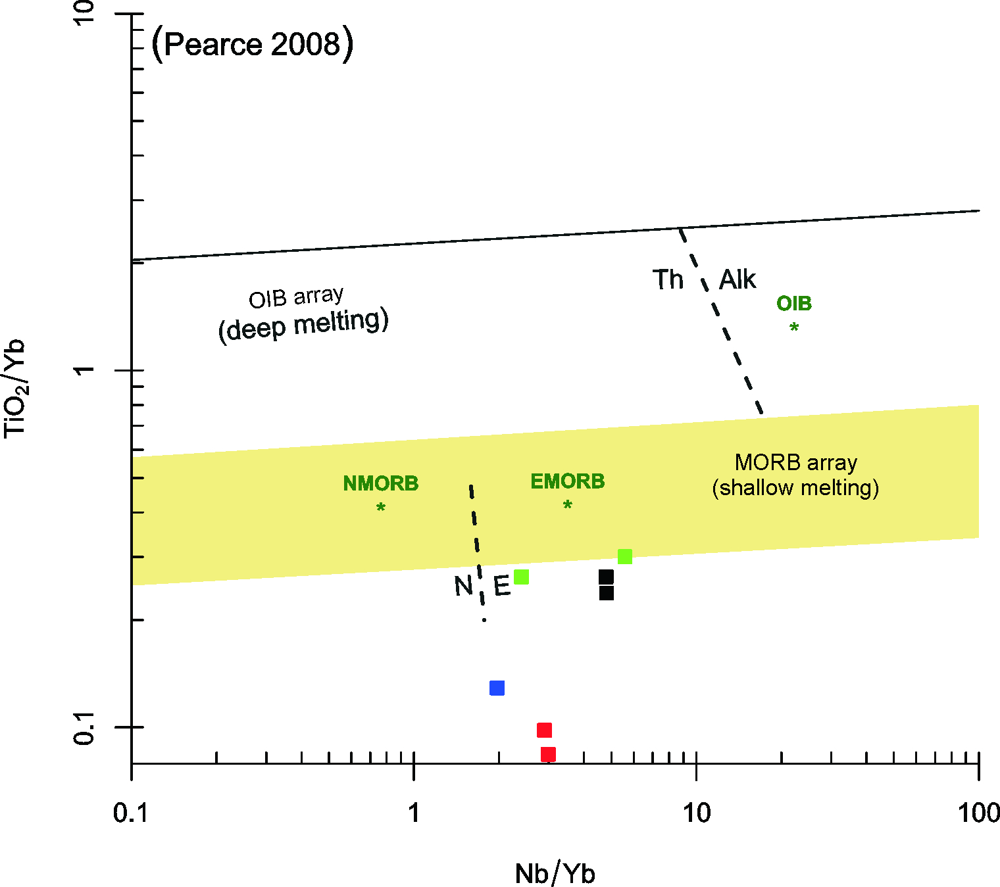 10
(Pearce 2008)
Th Alk
OIB
*
OIB array
(deep melting)
1
TiO₂/Yb
MORB array
(shallow melting)
NMORB
*
EMORB
*
N E
0.1
0.1 1 10 100
Nb/Yb